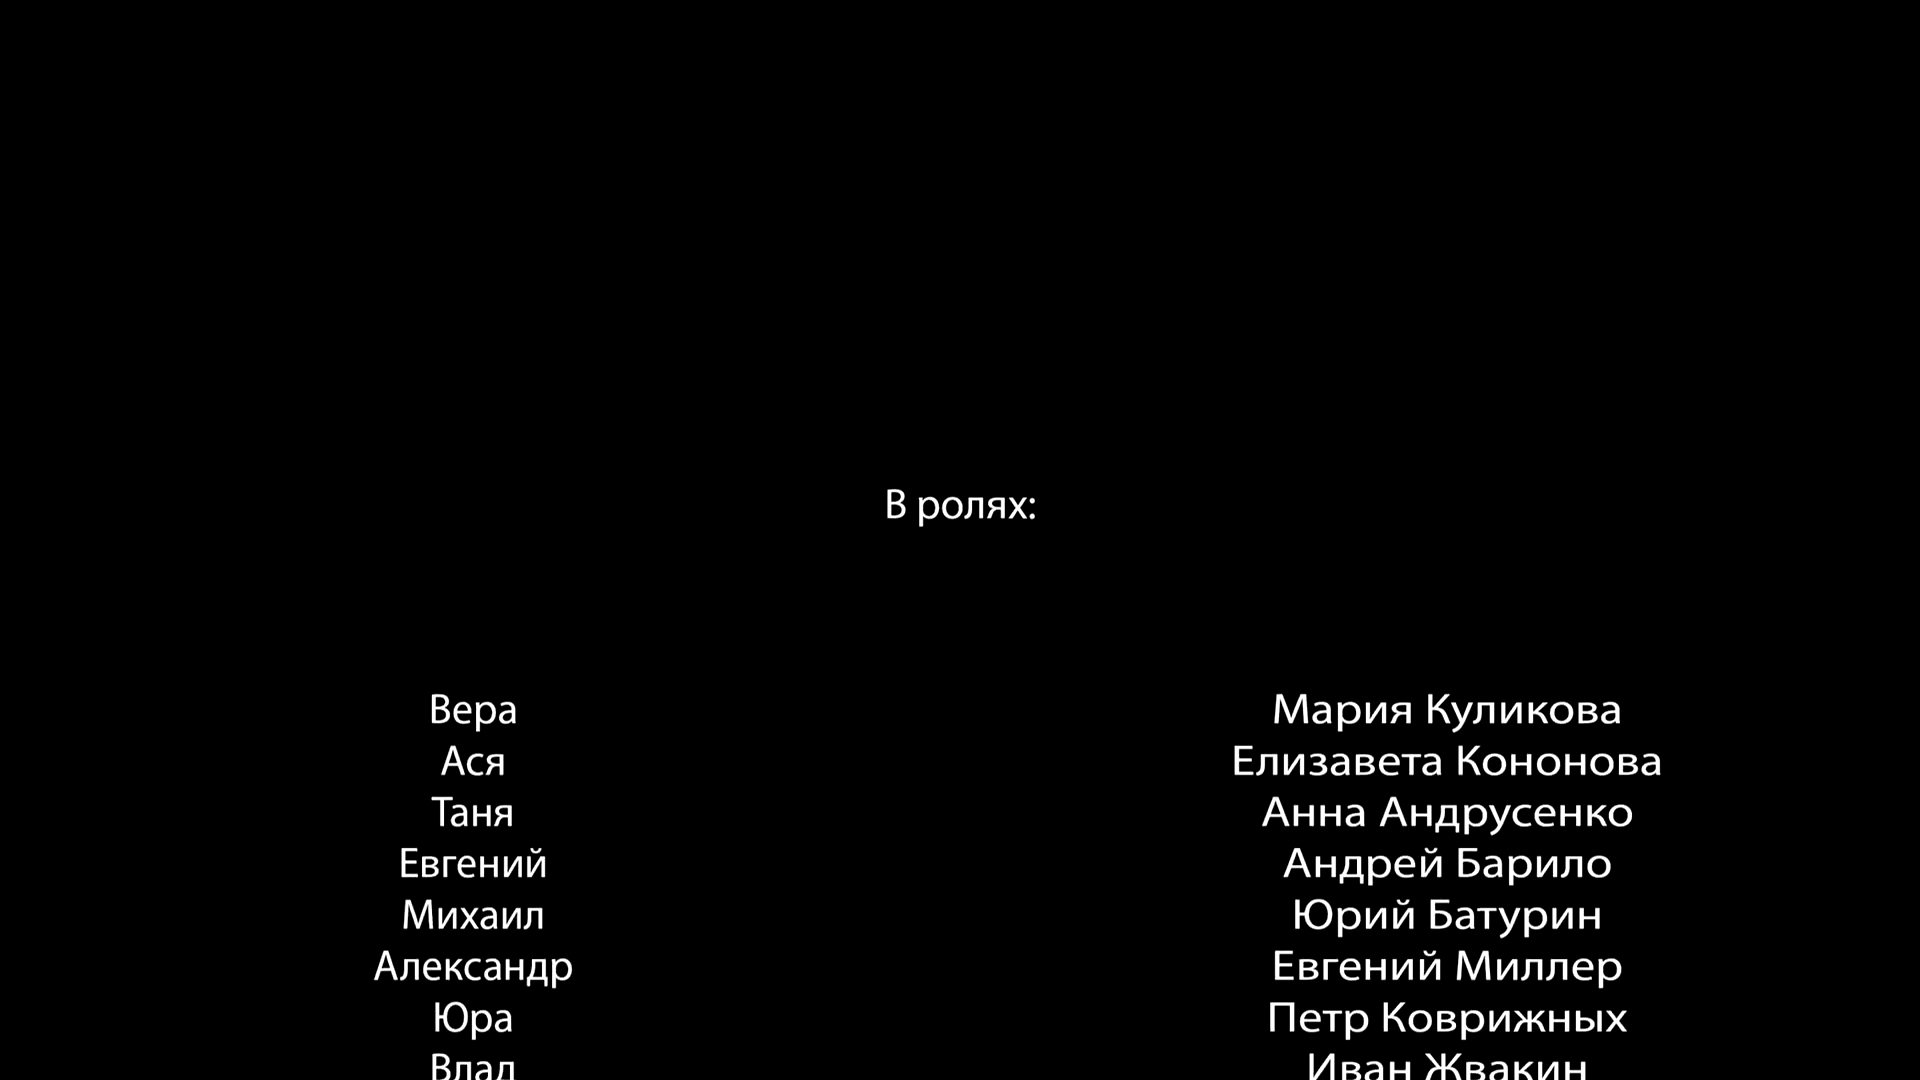 В ролях:
Вера Мария Куликова
Ася Елизавета Кононова
Таня Анна Андрусенко
Евгений Андрей Барило
Михаил Юрий Батурин
Александр Евгений Миллер
Юра Петр Коврижных
Влад Иван Жвакин